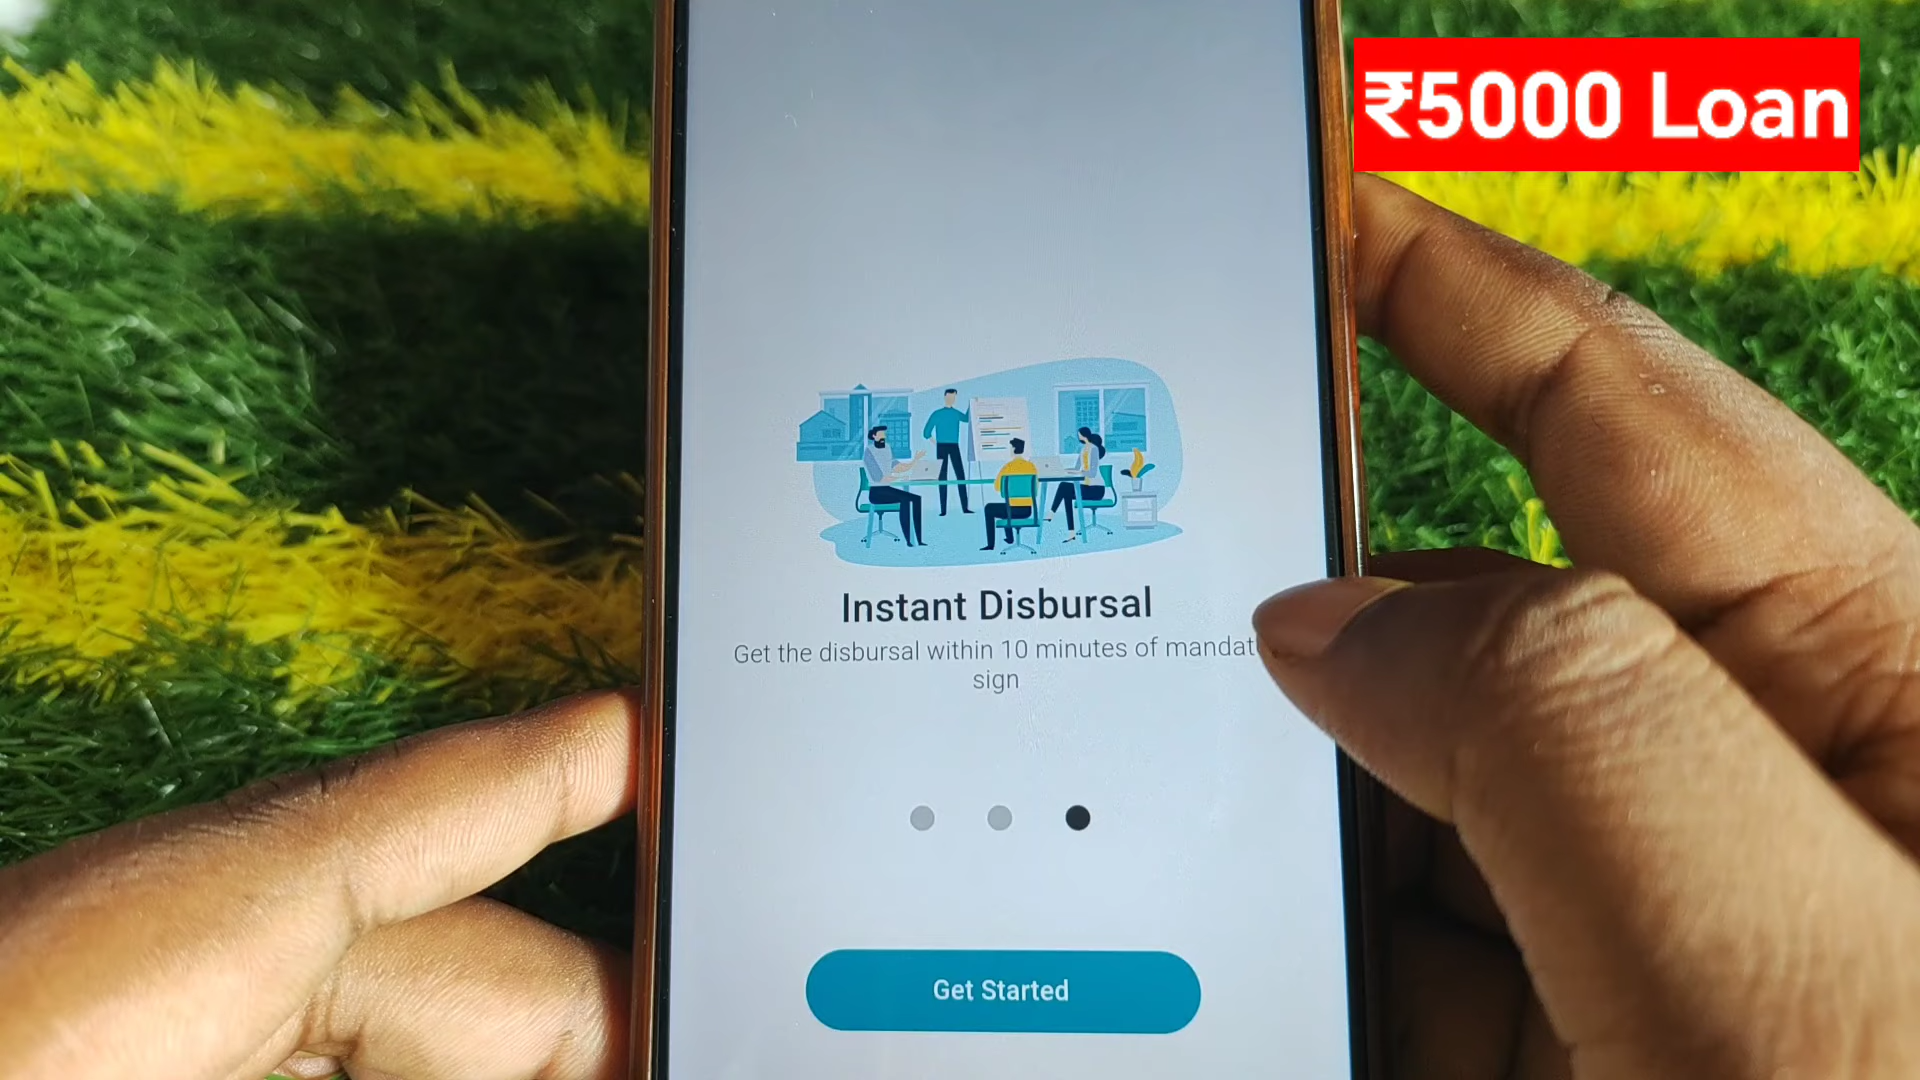 ₹5000 Loan
Instant Disbursal
Get the disbursal within 10 minutes of mandat
sign
Get Started